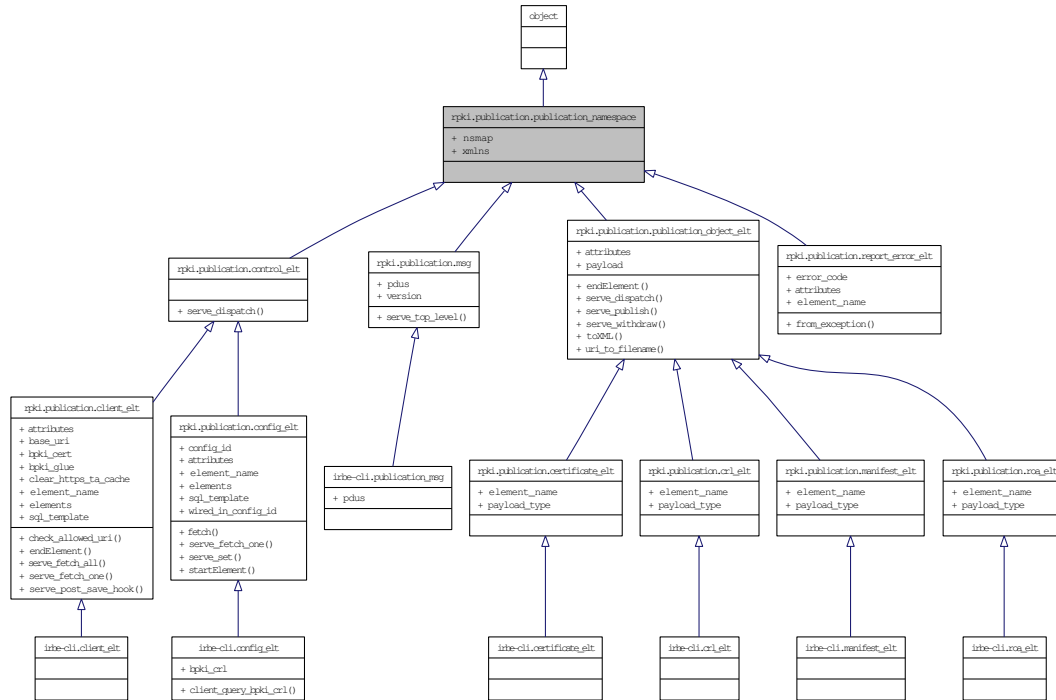 object
rpki.publication.publication_namespace
+ nsmap
+ xmlns
rpki.publication.control_elt
+ serve_dispatch()
rpki.publication.msg
+ pdus
+ version
+ serve_top_level()
rpki.publication.publication_object_elt
+ attributes
+ payload
+ endElement()
+ serve_dispatch()
+ serve_publish()
+ serve_withdraw()
+ toXML()
+ uri_to_filename()
rpki.publication.report_error_elt
+ error_code
+ attributes
+ element_name
+ from_exception()
rpki.publication.client_elt
+ attributes
+ base_uri
+ bpki_cert
+ bpki_glue
+ clear_https_ta_cache
+ element_name
+ elements
+ sql_template
+ check_allowed_uri()
+ endElement()
+ serve_fetch_all()
+ serve_fetch_one()
+ serve_post_save_hook()
rpki.publication.config_elt
+ config_id
+ attributes
+ element_name
+ elements
+ sql_template
+ wired_in_config_id
+ fetch()
+ serve_fetch_one()
+ serve_set()
+ startElement()
irbe-cli.publication_msg
+ pdus
rpki.publication.certificate_elt
+ element_name
+ payload_type
rpki.publication.crl_elt
+ element_name
+ payload_type
rpki.publication.manifest_elt
+ element_name
+ payload_type
rpki.publication.roa_elt
+ element_name
+ payload_type
irbe-cli.client_elt
irbe-cli.config_elt
+ bpki_crl
+ client_query_bpki_crl()
irbe-cli.certificate_elt
irbe-cli.crl_elt
irbe-cli.manifest_elt
irbe-cli.roa_elt